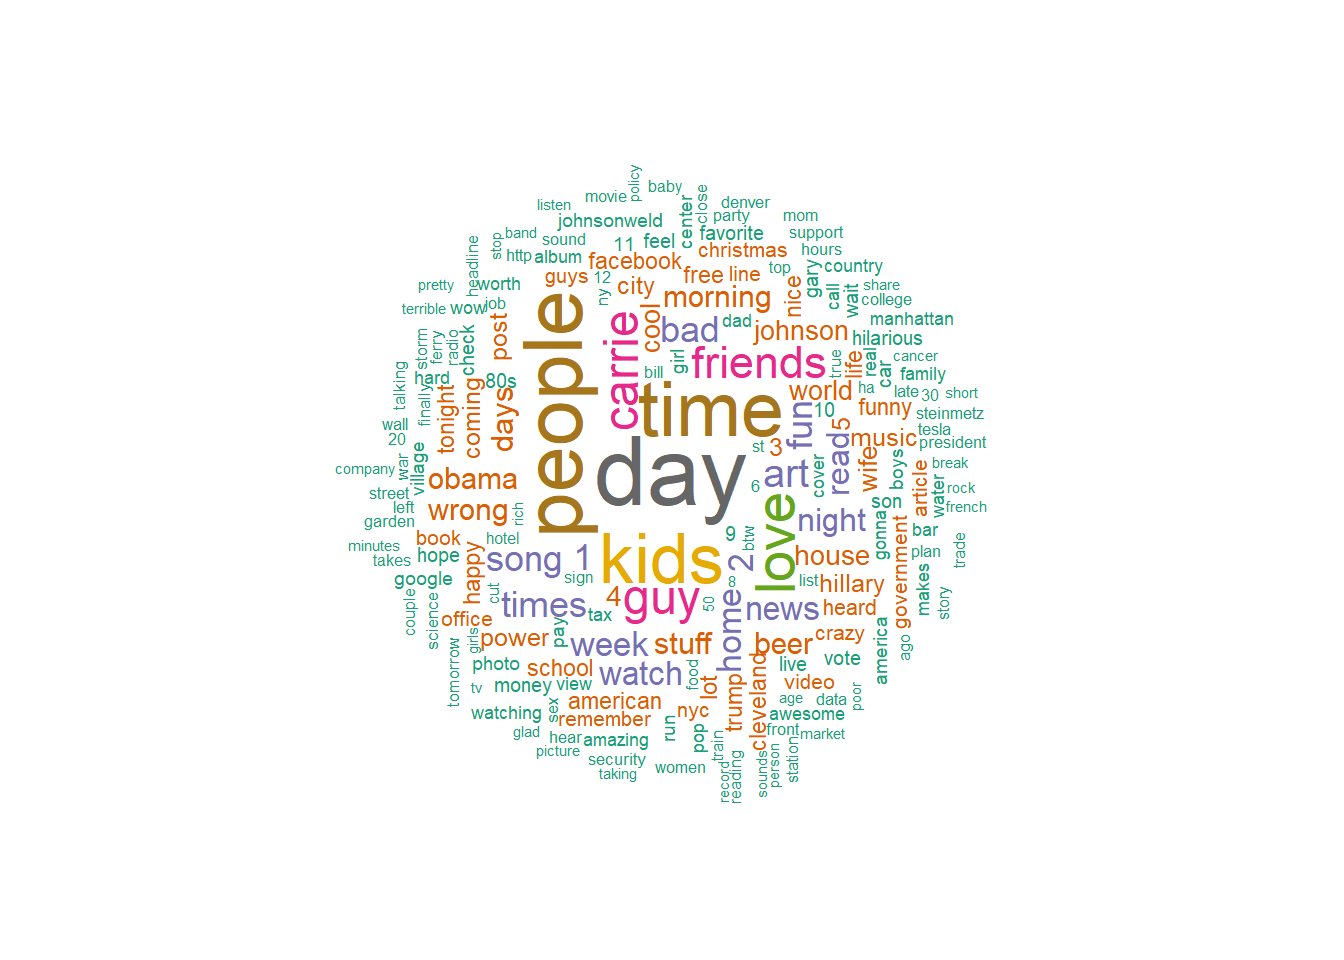 policy
baby
movie
close
listen
denver
johnsonweld
center
party
mom
band
sound
11
feel
favorite
support
stop
http
album
facebook
christmas
hours
headline
guys
12
city
free
line
top
gary
country
pretty
worth
ny
morning
nice
call
wait
share
college
terrible
wow
job
post
people
carrie
cool
bad
dad
johnson
manhattan
hilarious
storm
ferry
radio
check
girl
friends
true
life
real
car
cancer
talking
hard
80s
bill
world
ha
family
finally
tonight
coming
days
time
fun
10
late
30
short
wall
20
funny
steinmetz
tesla
war
village
st
3
read
5
music
president
company
obama
day
art
cover
wife
boys
break
street
left
wrong
rich
6
son
article
water
rock
french
garden
love
night
gonna
bar
book
hotel
9
btw
minutes
takes
hope
happy
song
1
kids
2
house
government
plan
trade
google
cut
sign
8
list
hillary
makes
couple
science
office
times
4
guy
50
home
news
heard
story
girls
power
pay
tax
week
stuff
beer
crazy
america
ago
tomorrow
photo
school
watch
food
live
vote
tv
money
view
lot
trump
cleveland
video
poor
watching
sex
american
nyc
age
data
remember
awesome
glad
hear
amazing
run
pop
train
front
market
picture
security
women
taking
record
reading
sounds
person
station